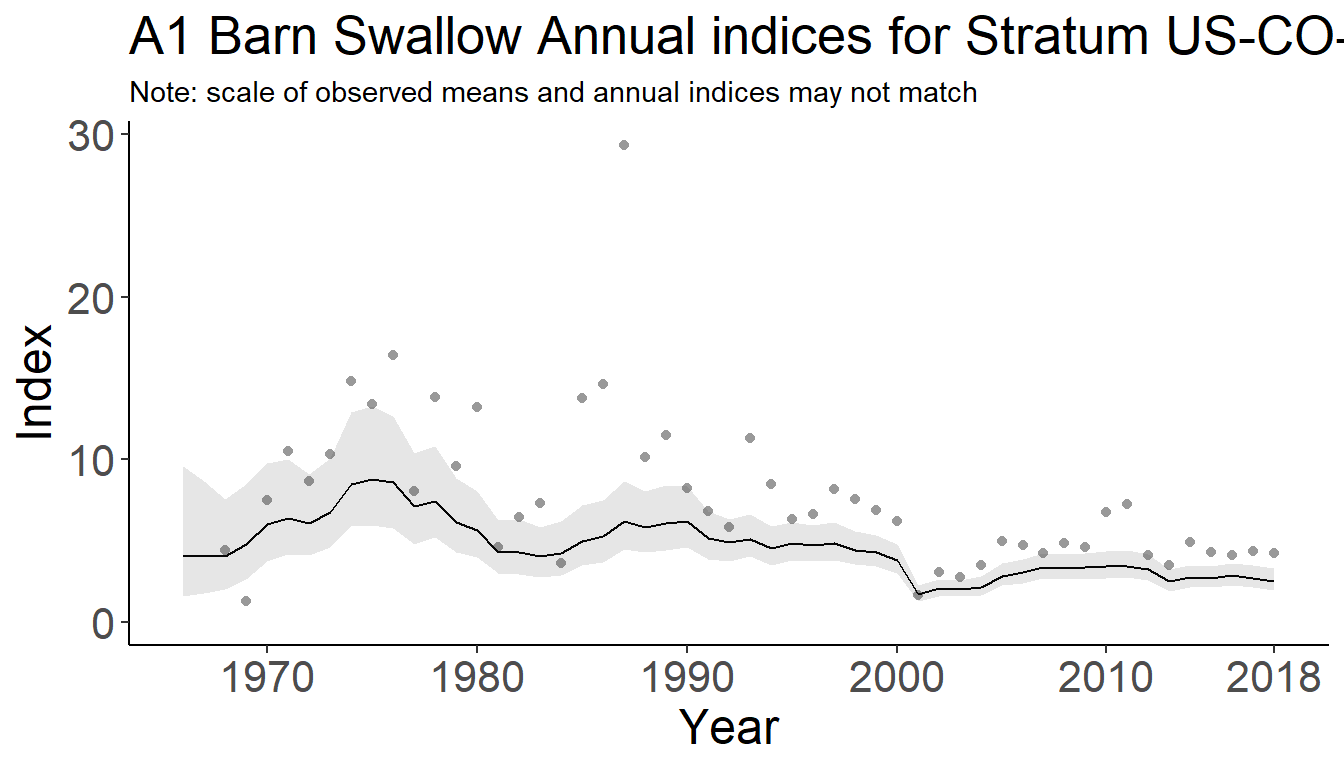 A1 Barn Swallow Annual indices for Stratum US-CO-
Note: scale of observed means and annual indices may not match
30
20
10
0
Index
1970 1980 1990 2000 2010 2018
Year